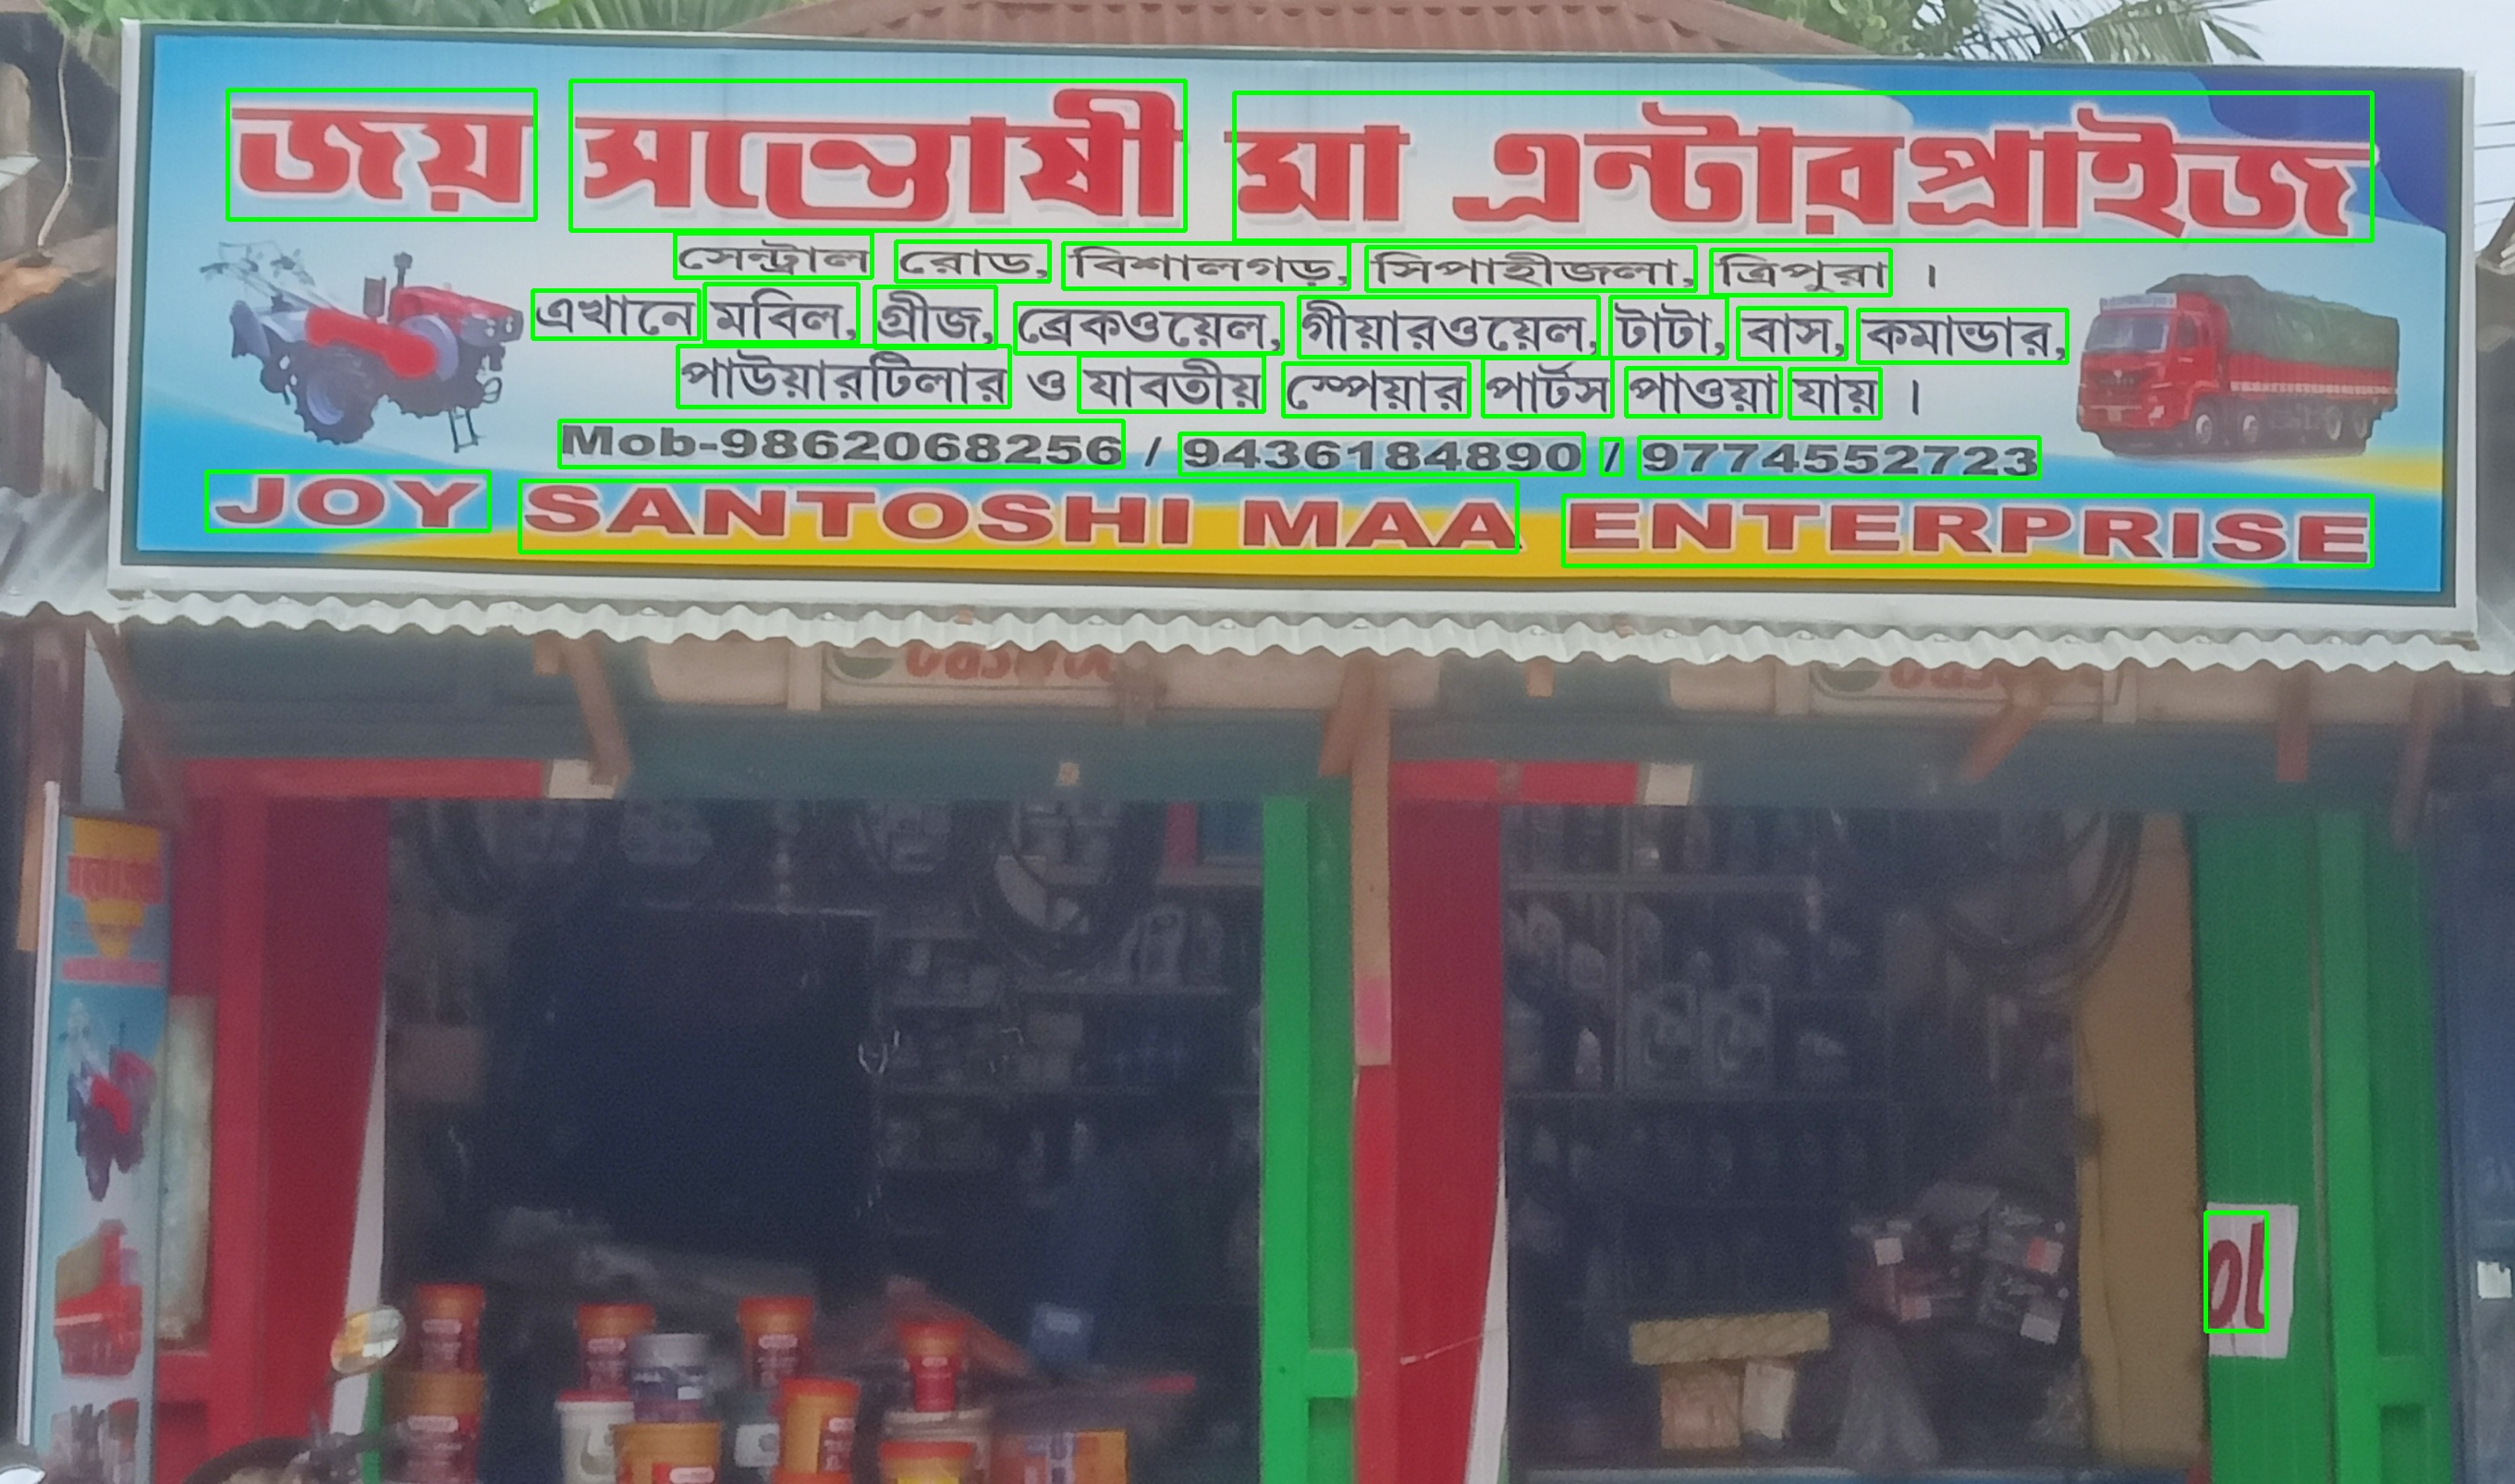 জয় সন্তোষী মা এন্টারপ্রাইজ
সেন্ট্রাল রোড, বিশালগড়, সিপাহীজলা, ত্রিপুরা ।
এখানে মবিল, গ্রীজ, ব্রেকওয়েল, গীয়ারওয়েল, টাটা, বাস, কমান্ডার,
পাউয়ারটিলার ও যাবতীয় স্পেয়ার পার্টস পাওয়া যায় ।
Mob-9862068256 / 9436184890 / 9774552723
JOY SANTOSHI MAA ENTERPRISE